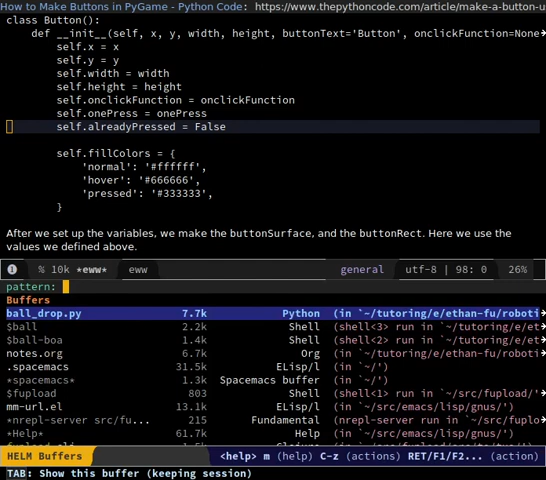 How to Make Buttons in PyGame - Python Code: https://www.thepythoncode.com/article/make-a-button-u
class Button():
def __init__(self, x, y, width, height, buttonText='Button', onclickFunction=None
self.x = x
self.y = y
self.width = width
self.height = height
self.onclickFunction = onclickFunction
self.onePress = onePress
self.alreadyPressed = False
self.fillColors = {
'normal': '#ffffff',
'hover': '#666666',
'pressed': '#333333',
}
After we set up the variables, we make the buttonSurface, and the buttonRect. Here we use the
values we defined above.
1 % 10k *eww* eww general utf-8 | 98: 0 26%
pattern:
Buffers
ball_drop.py 7.7k Python (in `~/tutoring/e/ethan-fu/roboti
$ball 2.2k Shell (shell<3> run in `~/tutoring/e/et
$ball-boa 1.4k Shell (shell<2> run in `~/tutoring/e/et
notes.org 6.7k Org (in `~/tutoring/e/ethan-fu/roboti
.spacemacs 31.5k ELisp/l (in `~/')
*spacemacs* 1.3k Spacemacs buffer (in `~/')
$fupload 803 Shell (shell<1> run in `~/src/fupload/'
mm-url.el 13.1k ELisp/l (in `~/src/emacs/lisp/gnus/')
*nrepl-server src/fu... 215 Fundamental (nrepl-server run in `~/src/fuplo
*Help* 61.7k Help (in `~/src/emacs/lisp/gnus/')
HELM Buffers <help> m (help) C-z (actions) RET/F1/F2... (action)
TAB: Show this buffer (keeping session)